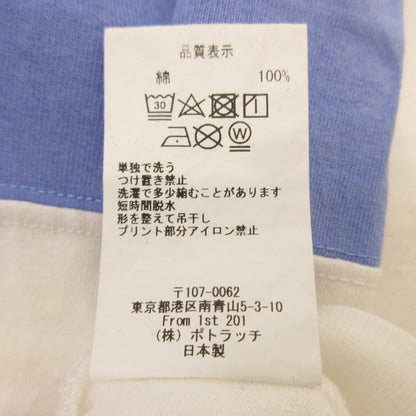 品質表示
綿 100%
30
W
単独で洗う
つけ置き禁止
洗濯で多少縮むことがあります
短時間脱水
形を整えて吊干し
プリント部分アイロン禁止
〒107-0062
東京都港区南青山5-3-10
From 1st 201
(株) ポトラッチ
日本製